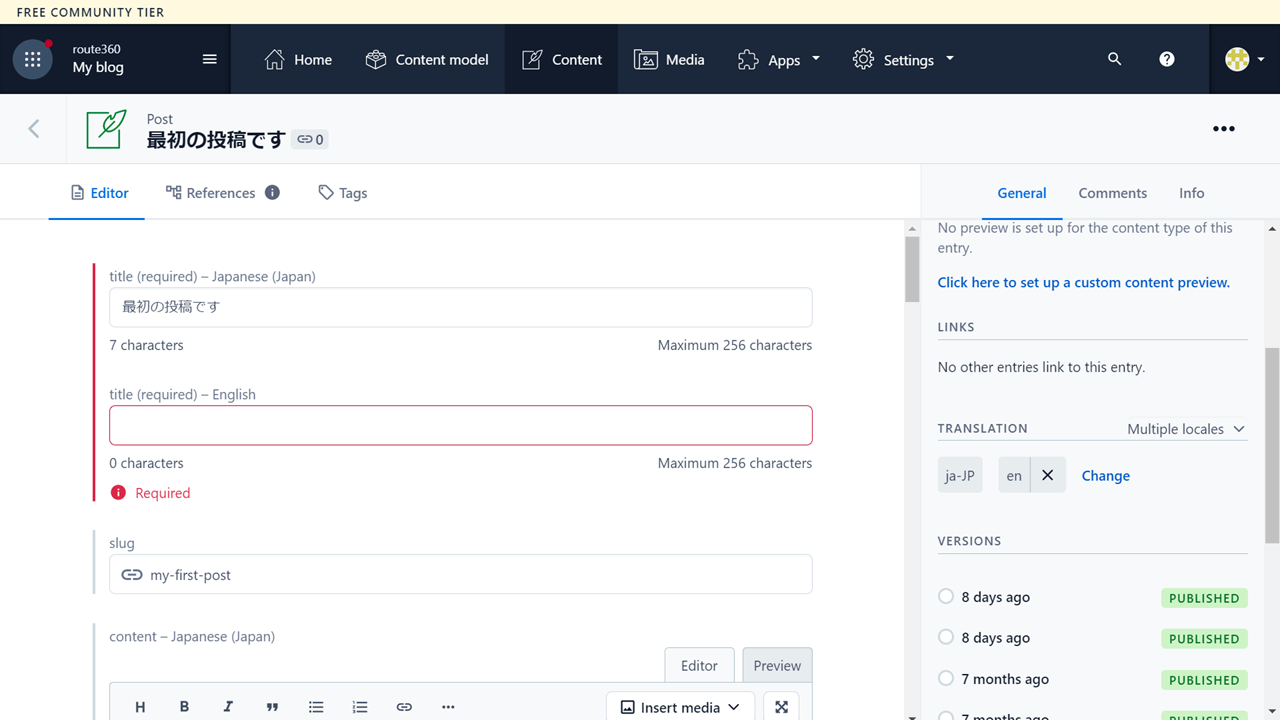 FREE COMMUNITY TIER
route360
My blog
Home
Content model
Content
Media
Apps
Settings
Post
最初の投稿です
0
Editor
References
Tags
General
Comments
Info
title (required) – Japanese (Japan)
最初の投稿です
7 characters
Maximum 256 characters
title (required) – English
0 characters
Maximum 256 characters
Required
slug
my-first-post
content – Japanese (Japan)
Editor
Preview
H
B
I
Insert media
No preview is set up for the content type of this
entry.
Click here to set up a custom content preview.
LINKS
No other entries link to this entry.
TRANSLATION
Multiple locales
ja-JP
en
Change
VERSIONS
8 days ago
PUBLISHED
8 days ago
PUBLISHED
7 months ago
PUBLISHED
7 months ago
PUBLISHED